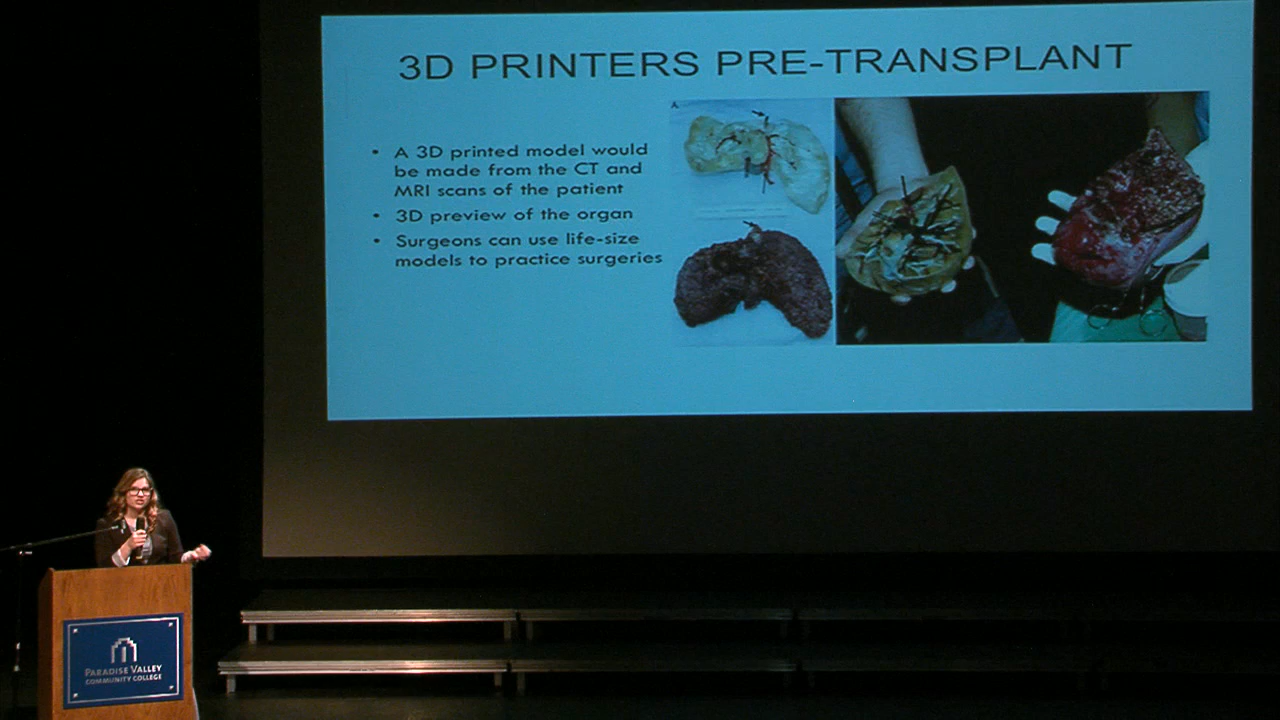 3D PRINTERS PRE-TRANSPLANT
• A 3D printed model would
be made from the CT and
MRI scans of the patient
• 3D preview of the organ
• Surgeons can use life-size
models to practice surgeries
A
PARADISE VALLEY
COMMUNITY COLLEGE